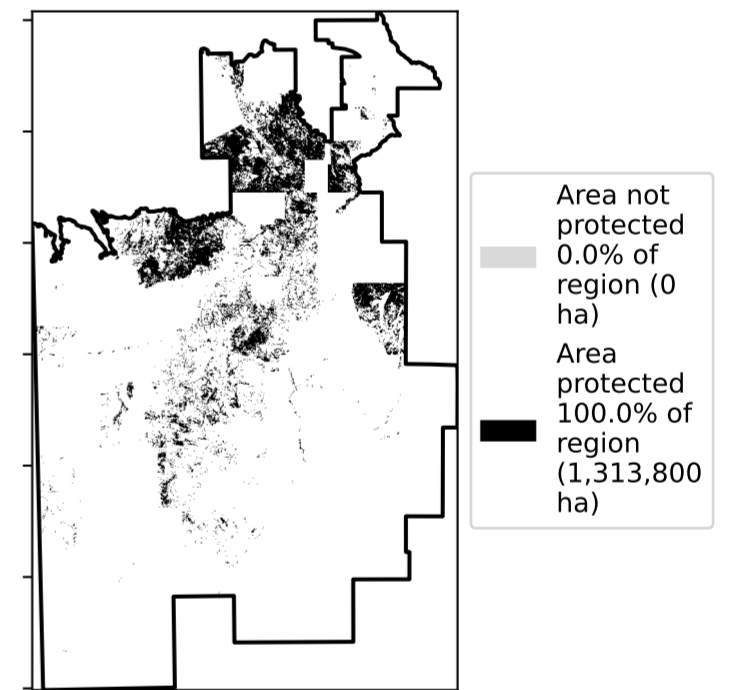 Area not
protected
0.0% of
region (0
ha)
Area
protected
100.0% of
region
(1,313,800
ha)